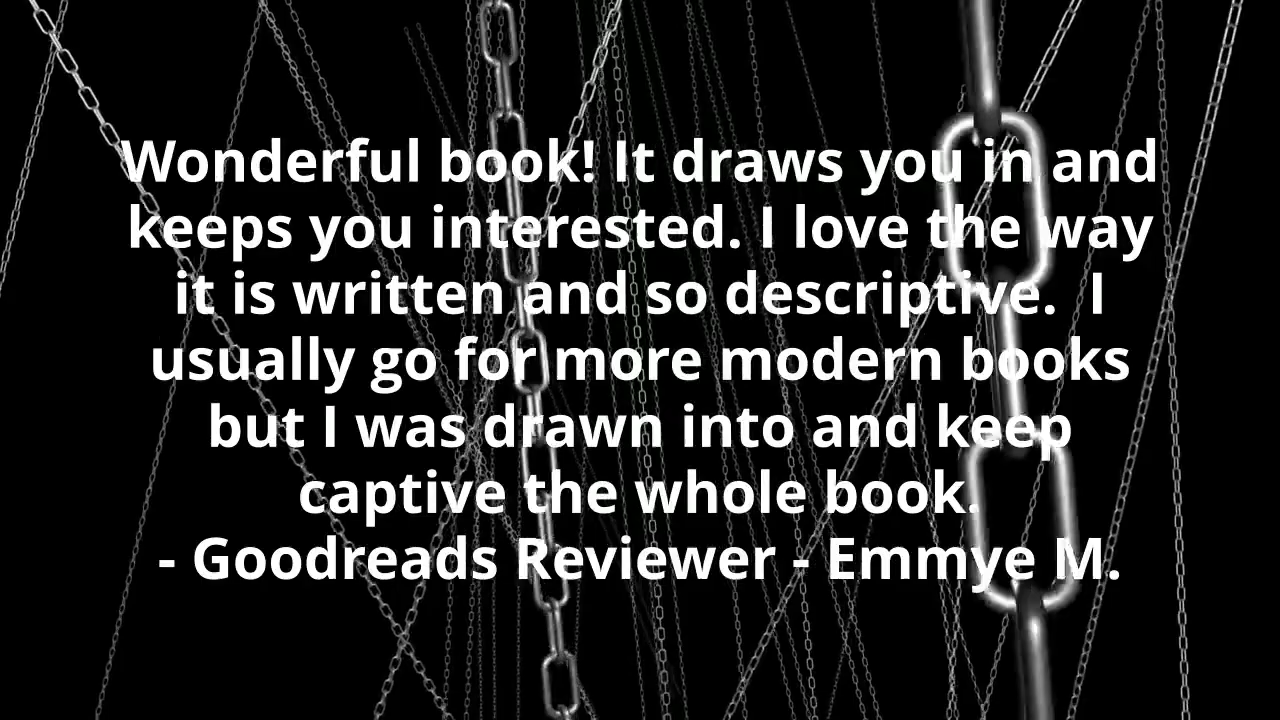 Wonderful book! It draws you in and
keeps you interested. I love the way
it is written and so descriptive.  I
usually go for more modern books
but I was drawn into and keep
captive the whole book.
- Goodreads Reviewer - Emmye M.